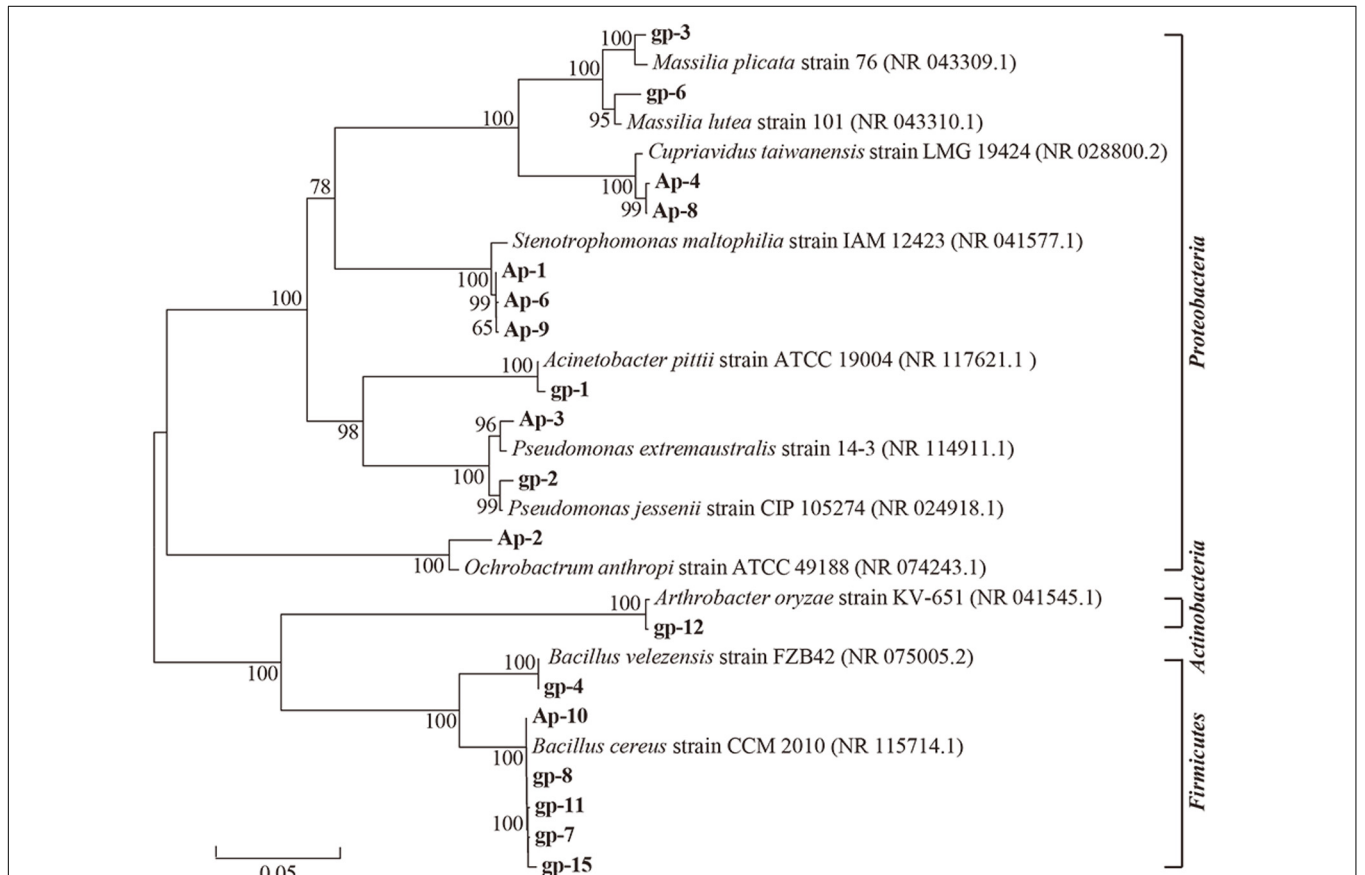 100 gp-3
Massilia plicata strain 76 (NR 043309.1)
100
gp-6
95 Massilia lutea strain 101 (NR 043310.1)
100
Cupriavidus taiwanensis strain LMG 19424 (NR 028800.2)
100 Ap-4
99 Ap-8
78
Stenotrophomonas maltophilia strain IAM 12423 (NR 041577.1)
100 Ap-1
99 Ap-6
65 Ap-9
100
Acinetobacter pittii strain ATCC 19004 (NR 117621.1 )
100
gp-1
96 Ap-3
98
Pseudomonas extremaustralis strain 14-3 (NR 114911.1)
100 gp-2
99 Pseudomonas jessenii strain CIP 105274 (NR 024918.1)
Ap-2
100 Ochrobactrum anthropi strain ATCC 49188 (NR 074243.1)
100 Arthrobacter oryzae strain KV-651 (NR 041545.1)
gp-12
100 Bacillus velezensis strain FZB42 (NR 075005.2)
100
gp-4
100 Ap-10
Bacillus cereus strain CCM 2010 (NR 115714.1)
100
gp-8
gp-11
100
gp-7
gp-15
0.05
Proteobacteria
Actinobacteria
Firmicutes